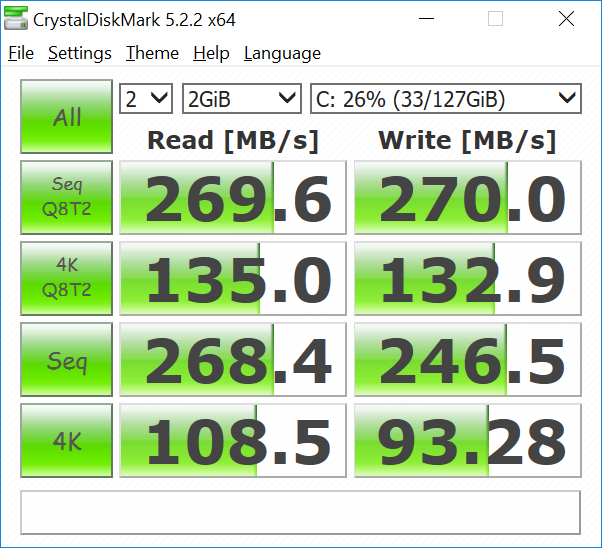 CrystalDiskMark 5.2.2 x64
File Settings Theme Help Language
All
2 2GiB C: 26% (33/127GiB)
Read [MB/s] Write [MB/s]
Seq
Q8T2
269.6 270.0
4K
Q8T2
135.0 132.9
Seq 268.4 246.5
4K 108.5 93.28